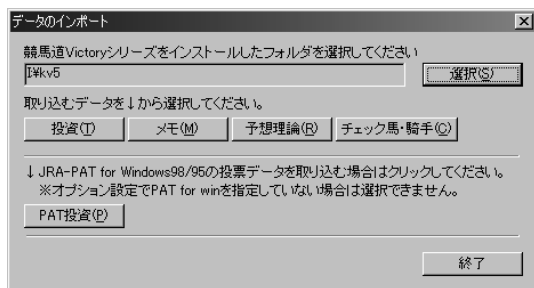 データのインポート
競馬道Victoryシリーズをインストールしたフォルダを選択してください
I¥kv5
選択(S)
取り込むデータを↓から選択してください。
投資(T) メモ(M) 予想理論(R) チェック馬・騎手(C)
↓JRA-PAT for Windows98/95の投票データを取り込む場合はクリックしてください。
※オプション設定でPAT for winを指定していない場合は選択できません。
PAT投資(P)
終了